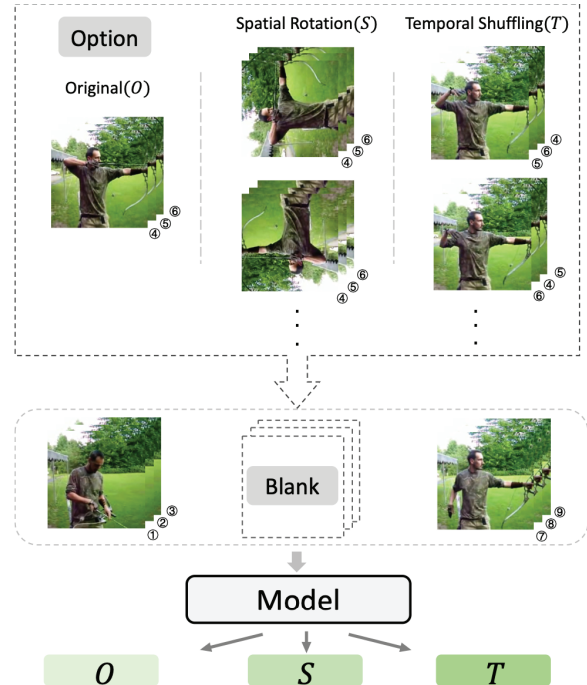 Option
Original(O)
④ ⑤ ⑥
Spatial Rotation(S)
④ ⑤ ⑥
④ ⑤ ⑥
Temporal Shuffling(T)
⑤ ⑥ ④
⑥ ④ ⑤
① ② ③
Blank
⑦ ⑧ ⑨
Model
O S T